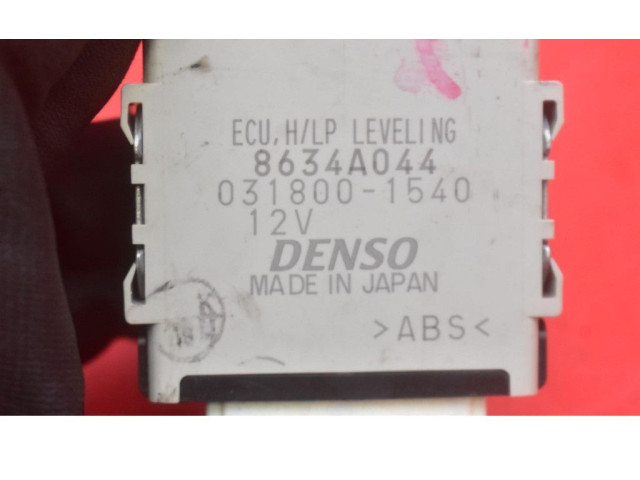 ECU, H/LP LEVELING
8634A044
031800-1540
12V
DENSO
MADE IN JAPAN
>ABS<